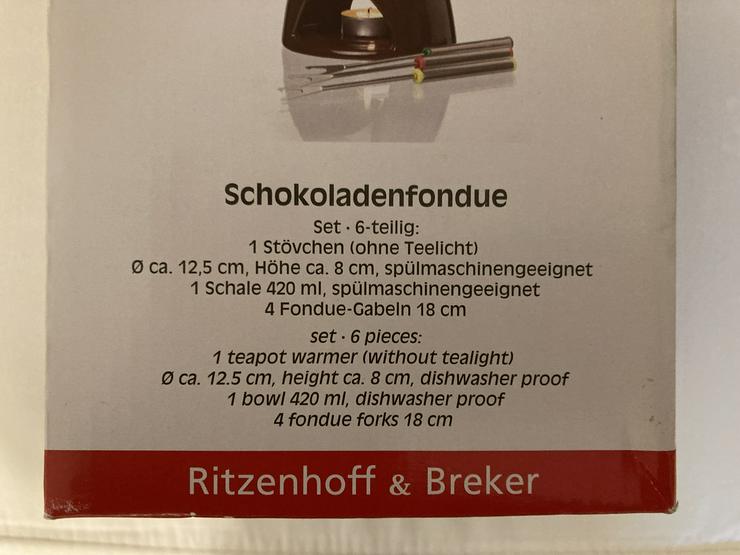 Schokoladenfondue
Set · 6-teilig:
1 Stövchen (ohne Teelicht)
Ø ca. 12,5 cm, Höhe ca. 8 cm, spülmaschinengeeignet
1 Schale 420 ml, spülmaschinengeeignet
4 Fondue-Gabeln 18 cm
set · 6 pieces:
1 teapot warmer (without tealight)
Ø ca. 12.5 cm, height ca. 8 cm, dishwasher proof
1 bowl 420 ml, dishwasher proof
4 fondue forks 18 cm
Ritzenhoff & Breker